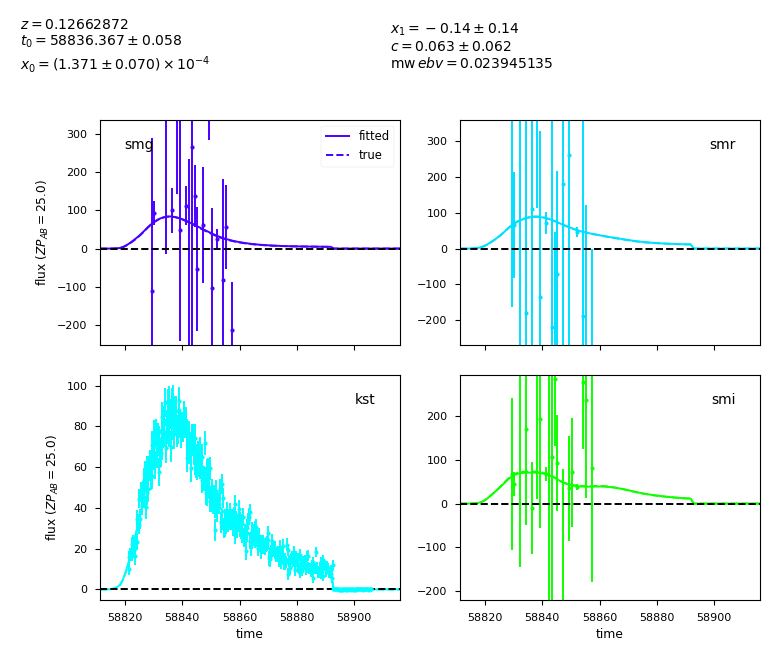 z = 0.12662872
t₀ = 58836.367 ± 0.058
x₀ = (1.371 ± 0.070) × 10⁻⁴
x₁ = −0.14 ± 0.14
c = 0.063 ± 0.062
mw ebv = 0.023945135
smg
fitted
true
300
200
100
0
−100
−200
flux (ZP_AB = 25.0)
smr
300
200
100
0
−100
−200
kst
100
80
60
40
20
0
flux (ZP_AB = 25.0)
58820 58840 58860 58880 58900
time
smi
200
100
0
−100
−200
58820 58840 58860 58880 58900
time